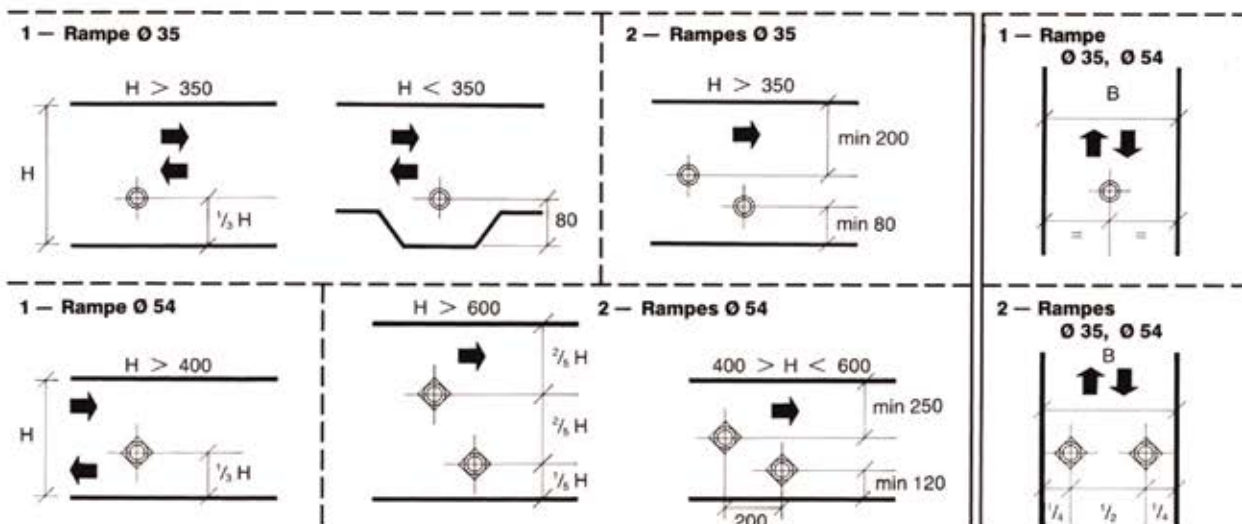 1 — Rampe Ø 35
H > 350
H < 350
H
1/3 H
80
2 — Rampes Ø 35
H > 350
min 200
min 80
1 — Rampe
Ø 35, Ø 54
B
= =
1 — Rampe Ø 54
H > 400
H
1/3 H
H > 600
2/5 H
2/5 H
1/5 H
2 — Rampes Ø 54
400 > H < 600
min 250
min 120
200
2 — Rampes
Ø 35, Ø 54
B
1/4 1/2 1/4